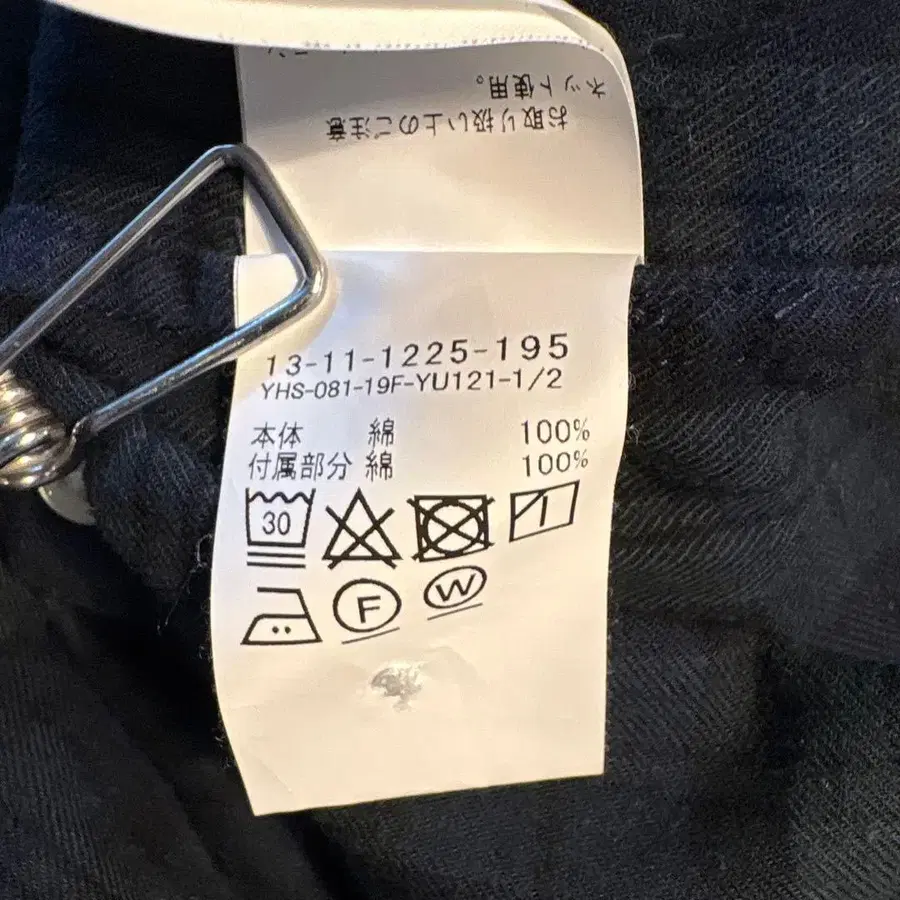 お取り扱い上のご注意
ネット使用。
13-11-1225-195
YHS-081-19F-YU121-1/2
本体 綿 100%
付属部分 綿 100%
30
F
W